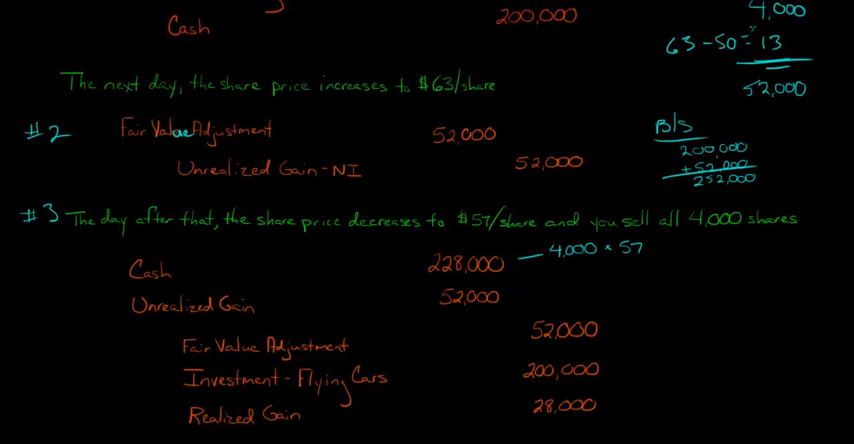 Cash 200,000
4,000
63 - 50 = 13
52,000
The next day, the share price increases to $63/share
#2 Fair Value Adjustment 52,000
Unrealized Gain - NI 52,000
B/S
200,000
+52,000
252,000
#3 The day after that, the share price decreases to $57/share and you sell all 4,000 shares
Cash 228,000 — 4,000 × 57
Unrealized Gain 52,000
Fair Value Adjustment 52,000
Investment - Flying Cars 200,000
Realized Gain 28,000